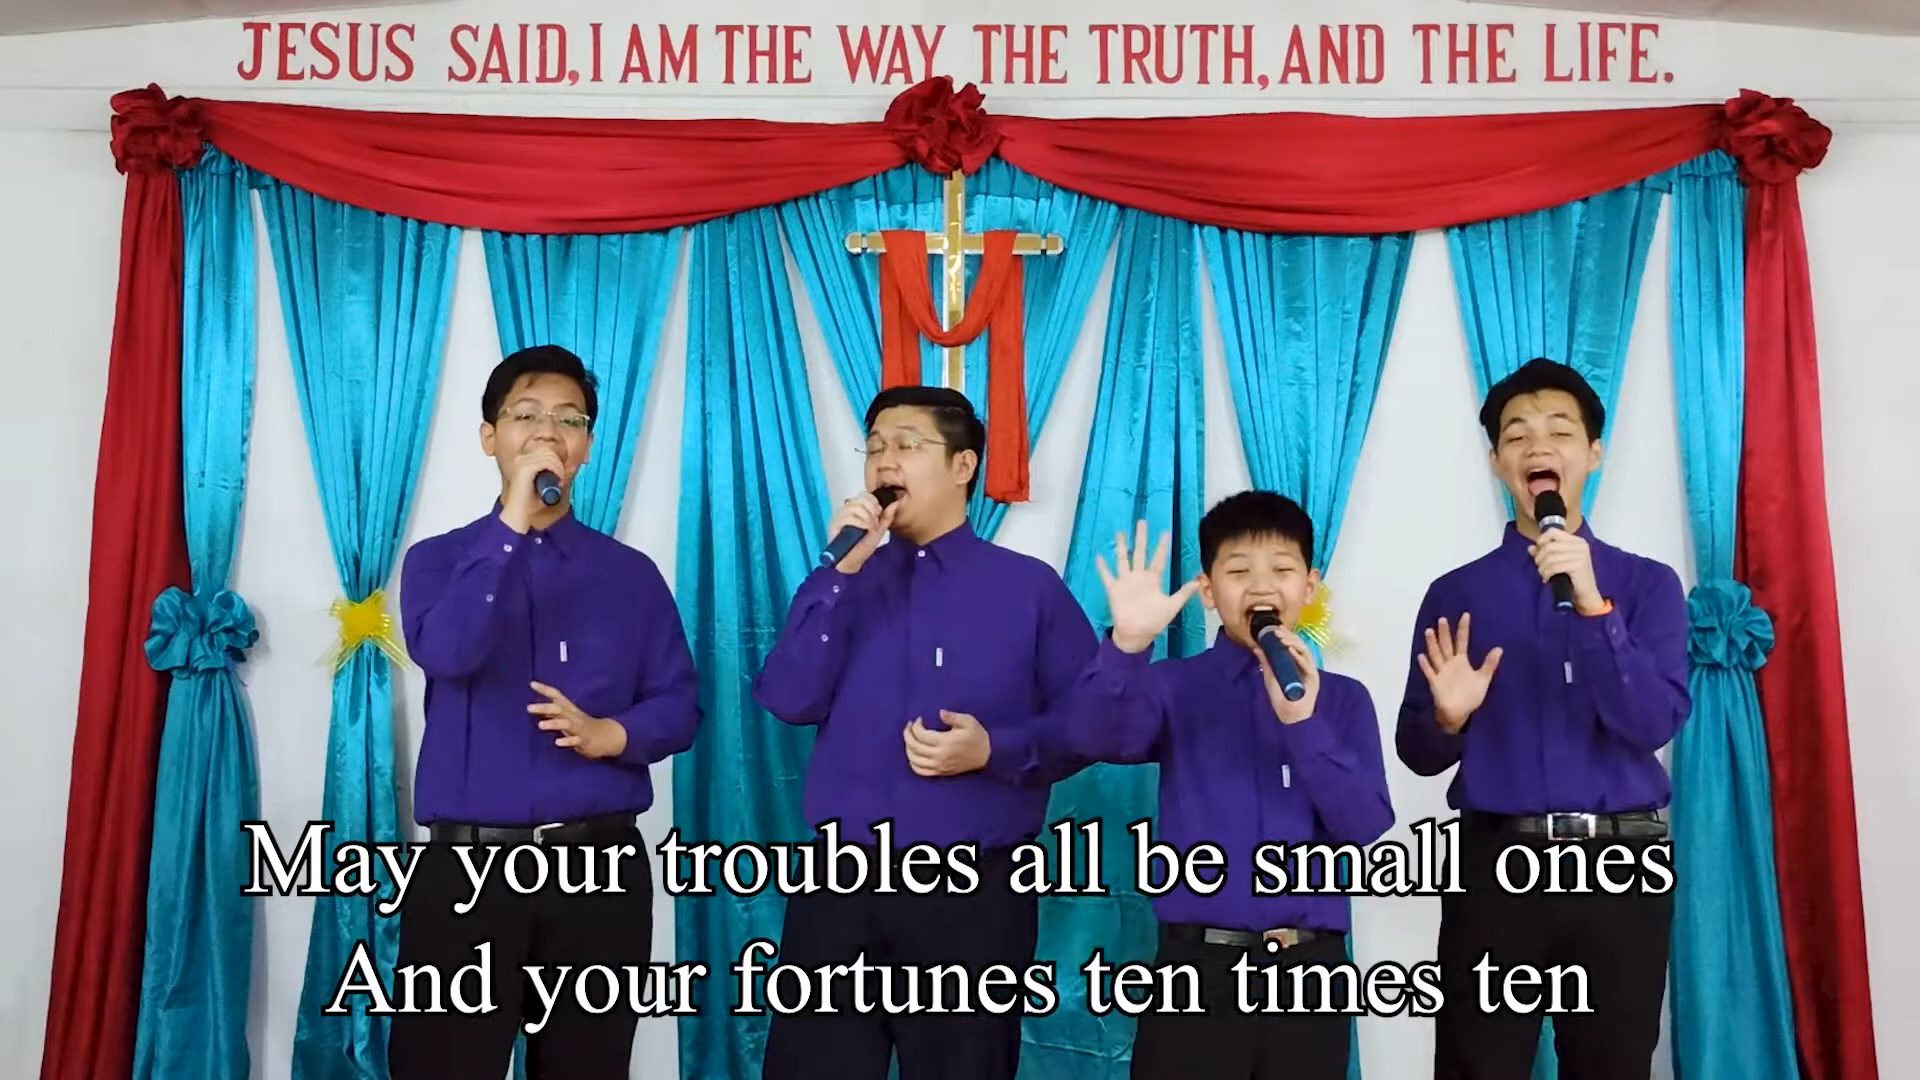 JESUS SAID, I AM THE WAY, THE TRUTH, AND THE LIFE.
May your troubles all be small ones
And your fortunes ten times ten